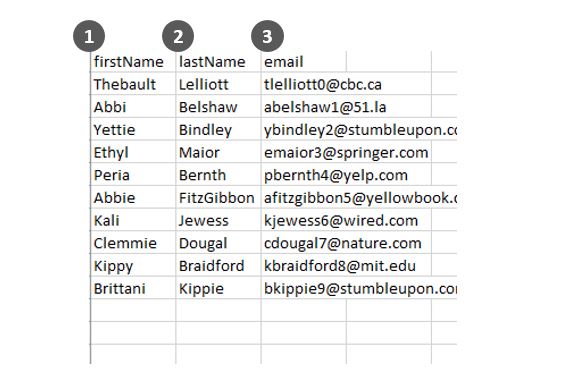 1 2 3
firstName lastName email
Thebault Lelliott tlelliott0@cbc.ca
Abbi Belshaw abelshaw1@51.la
Yettie Bindley ybindley2@stumbleupon.co
Ethyl Maior emaior3@springer.com
Peria Bernth pbernth4@yelp.com
Abbie FitzGibbon afitzgibbon5@yellowbook.c
Kali Jewess kjewess6@wired.com
Clemmie Dougal cdougal7@nature.com
Kippy Braidford kbraidford8@mit.edu
Brittani Kippie bkippie9@stumbleupon.co